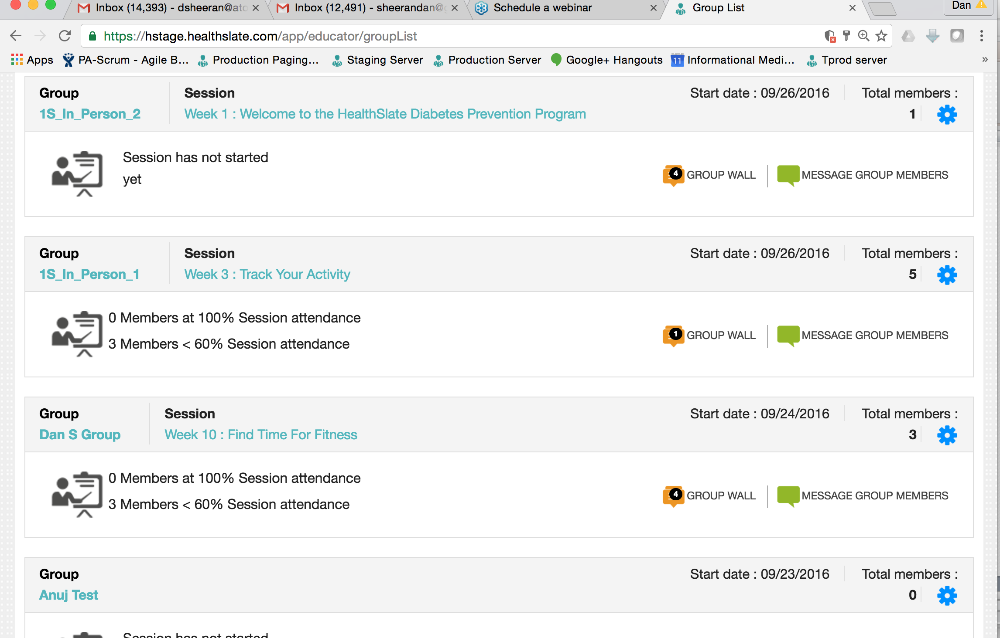 Inbox (14,393) - dsheeran@ato
Inbox (12,491) - sheerandan@
Schedule a webinar
Group List
Dan
https://hstage.healthslate.com/app/educator/groupList
Apps
PA-Scrum - Agile B...
Production Paging...
Staging Server
Production Server
Google+ Hangouts
11
Informational Medi...
Tprod server
»
Group
Session
Start date : 09/26/2016
Total members :
1S_In_Person_2
Week 1 : Welcome to the HealthSlate Diabetes Prevention Program
1
Session has not started
yet
4
GROUP WALL
MESSAGE GROUP MEMBERS
Group
Session
Start date : 09/26/2016
Total members :
1S_In_Person_1
Week 3 : Track Your Activity
5
0 Members at 100% Session attendance
3 Members < 60% Session attendance
1
GROUP WALL
MESSAGE GROUP MEMBERS
Group
Session
Start date : 09/24/2016
Total members :
Dan S Group
Week 10 : Find Time For Fitness
3
0 Members at 100% Session attendance
3 Members < 60% Session attendance
4
GROUP WALL
MESSAGE GROUP MEMBERS
Group
Start date : 09/23/2016
Total members :
Anuj Test
0
Session has not started